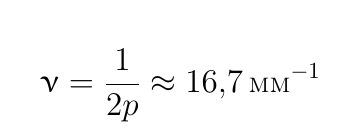 ν = 1/(2p) ≈ 16,7 мм⁻¹